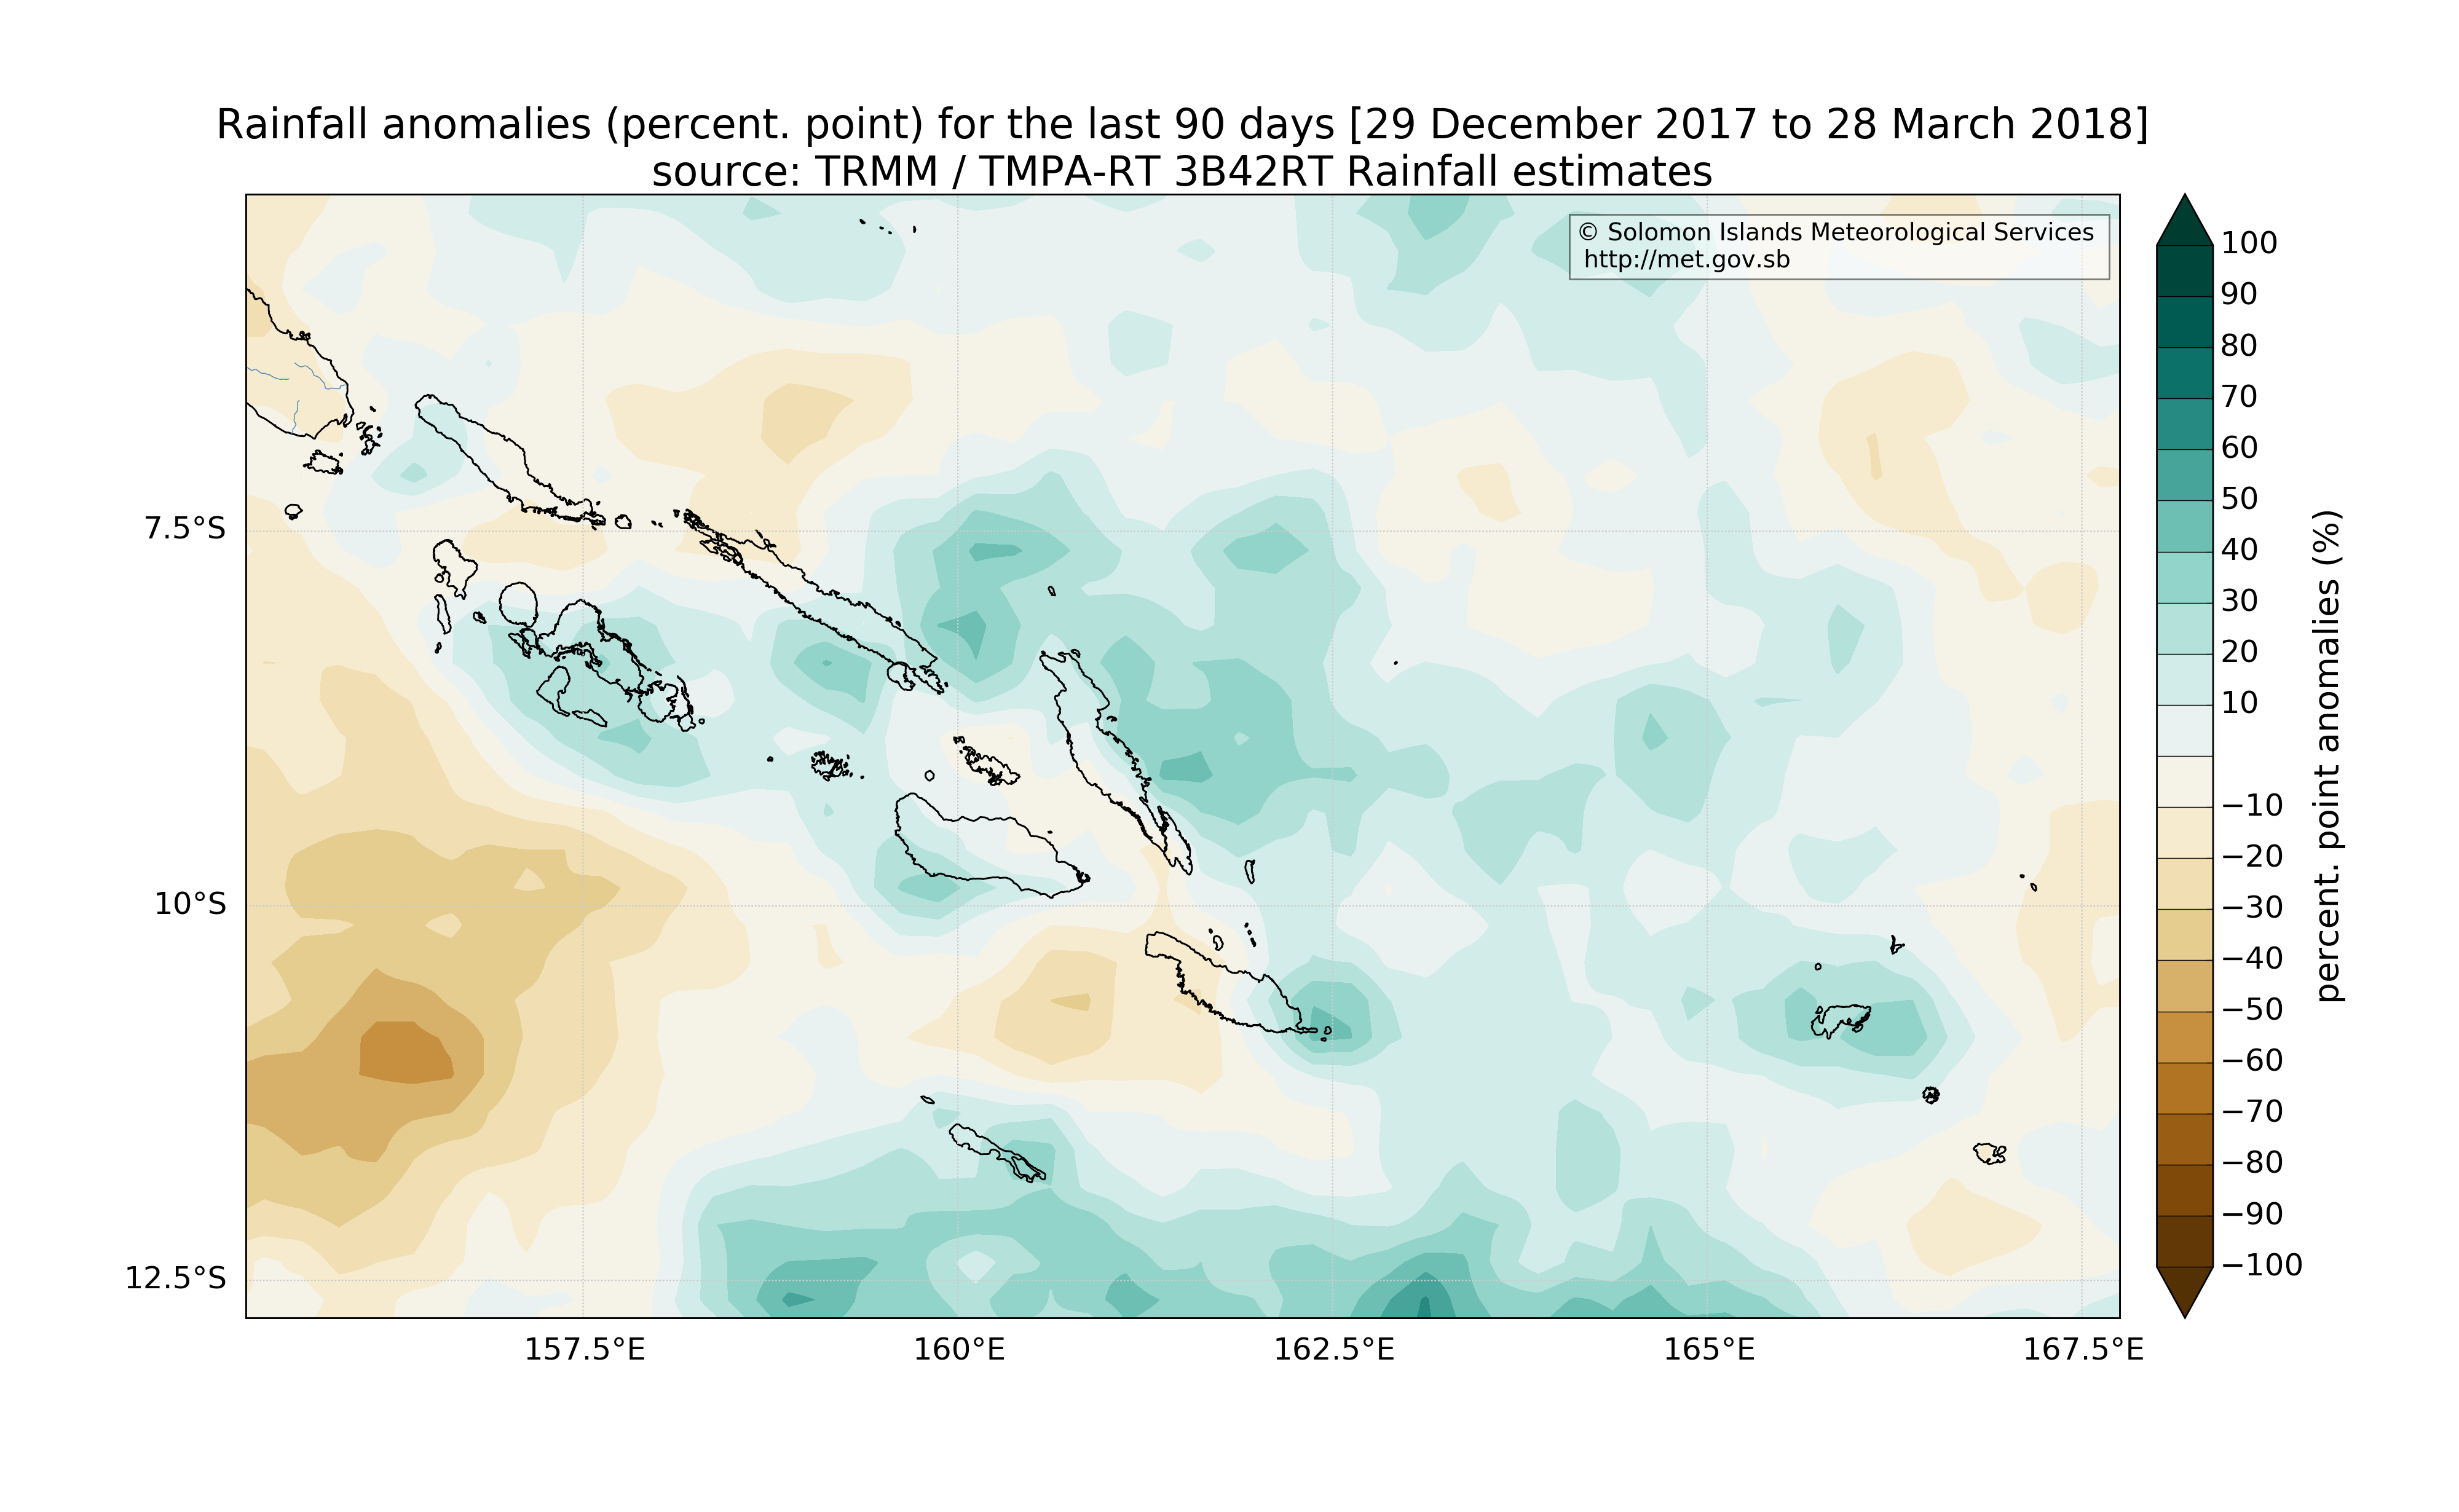 Rainfall anomalies (percent. point) for the last 90 days [29 December 2017 to 28 March 2018]
source: TRMM / TMPA-RT 3B42RT Rainfall estimates
© Solomon Islands Meteorological Services
http://met.gov.sb
7.5°S
10°S
12.5°S
157.5°E
160°E
162.5°E
165°E
167.5°E
100
90
80
70
60
50
40
30
20
10
−10
−20
−30
−40
−50
−60
−70
−80
−90
−100
percent. point anomalies (%)